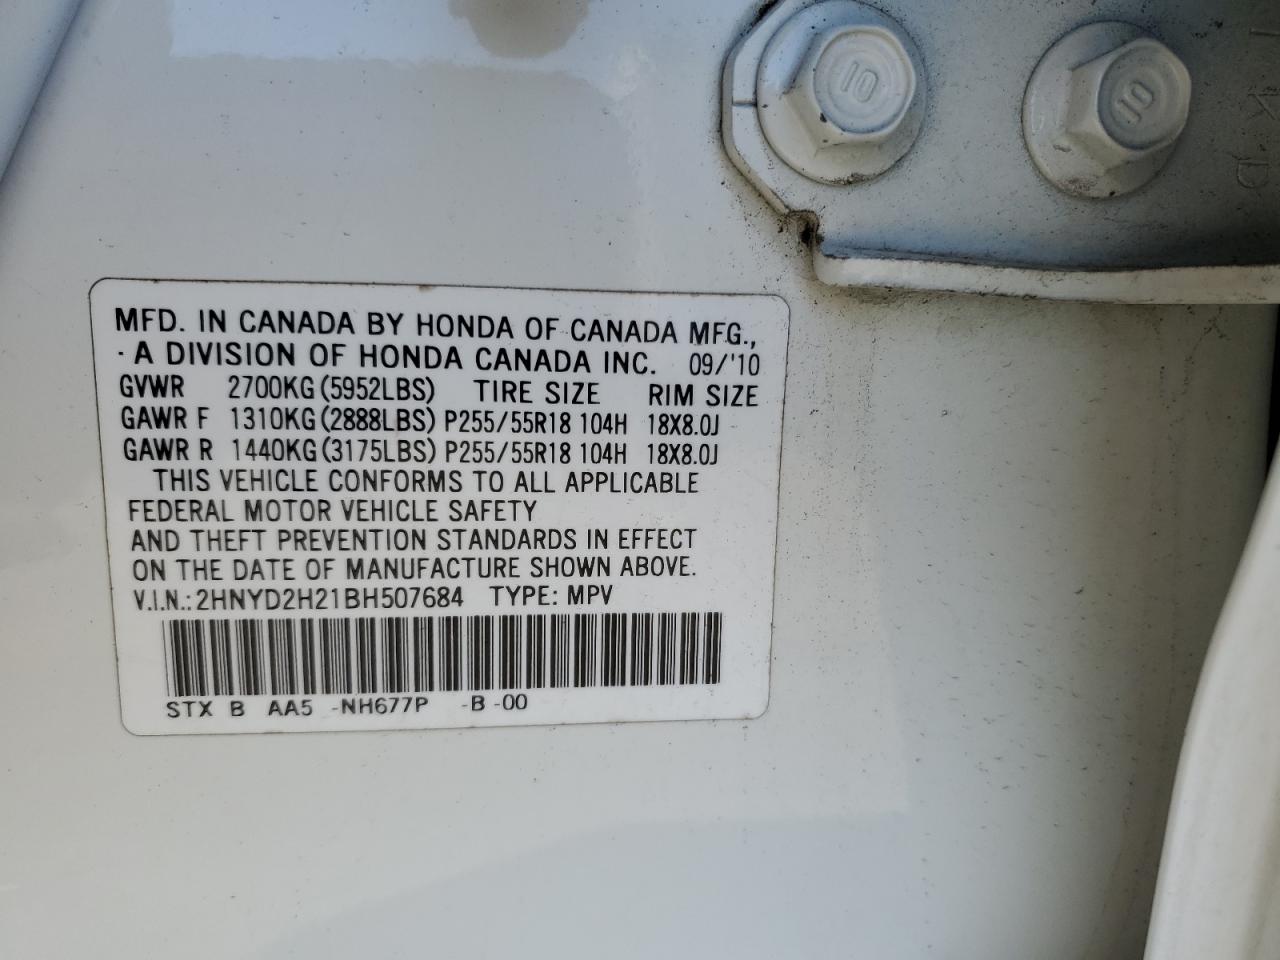 MFD. IN CANADA BY HONDA OF CANADA MFG.,
· A DIVISION OF HONDA CANADA INC. 09/'10
GVWR 2700KG(5952LBS) TIRE SIZE RIM SIZE
GAWR F 1310KG(2888LBS) P255/55R18 104H 18X8.0J
GAWR R 1440KG(3175LBS) P255/55R18 104H 18X8.0J
THIS VEHICLE CONFORMS TO ALL APPLICABLE
FEDERAL MOTOR VEHICLE SAFETY
AND THEFT PREVENTION STANDARDS IN EFFECT
ON THE DATE OF MANUFACTURE SHOWN ABOVE.
V.I.N.:2HNYD2H21BH507684 TYPE:MPV
STX B AA5 -NH677P -B -00
10
10